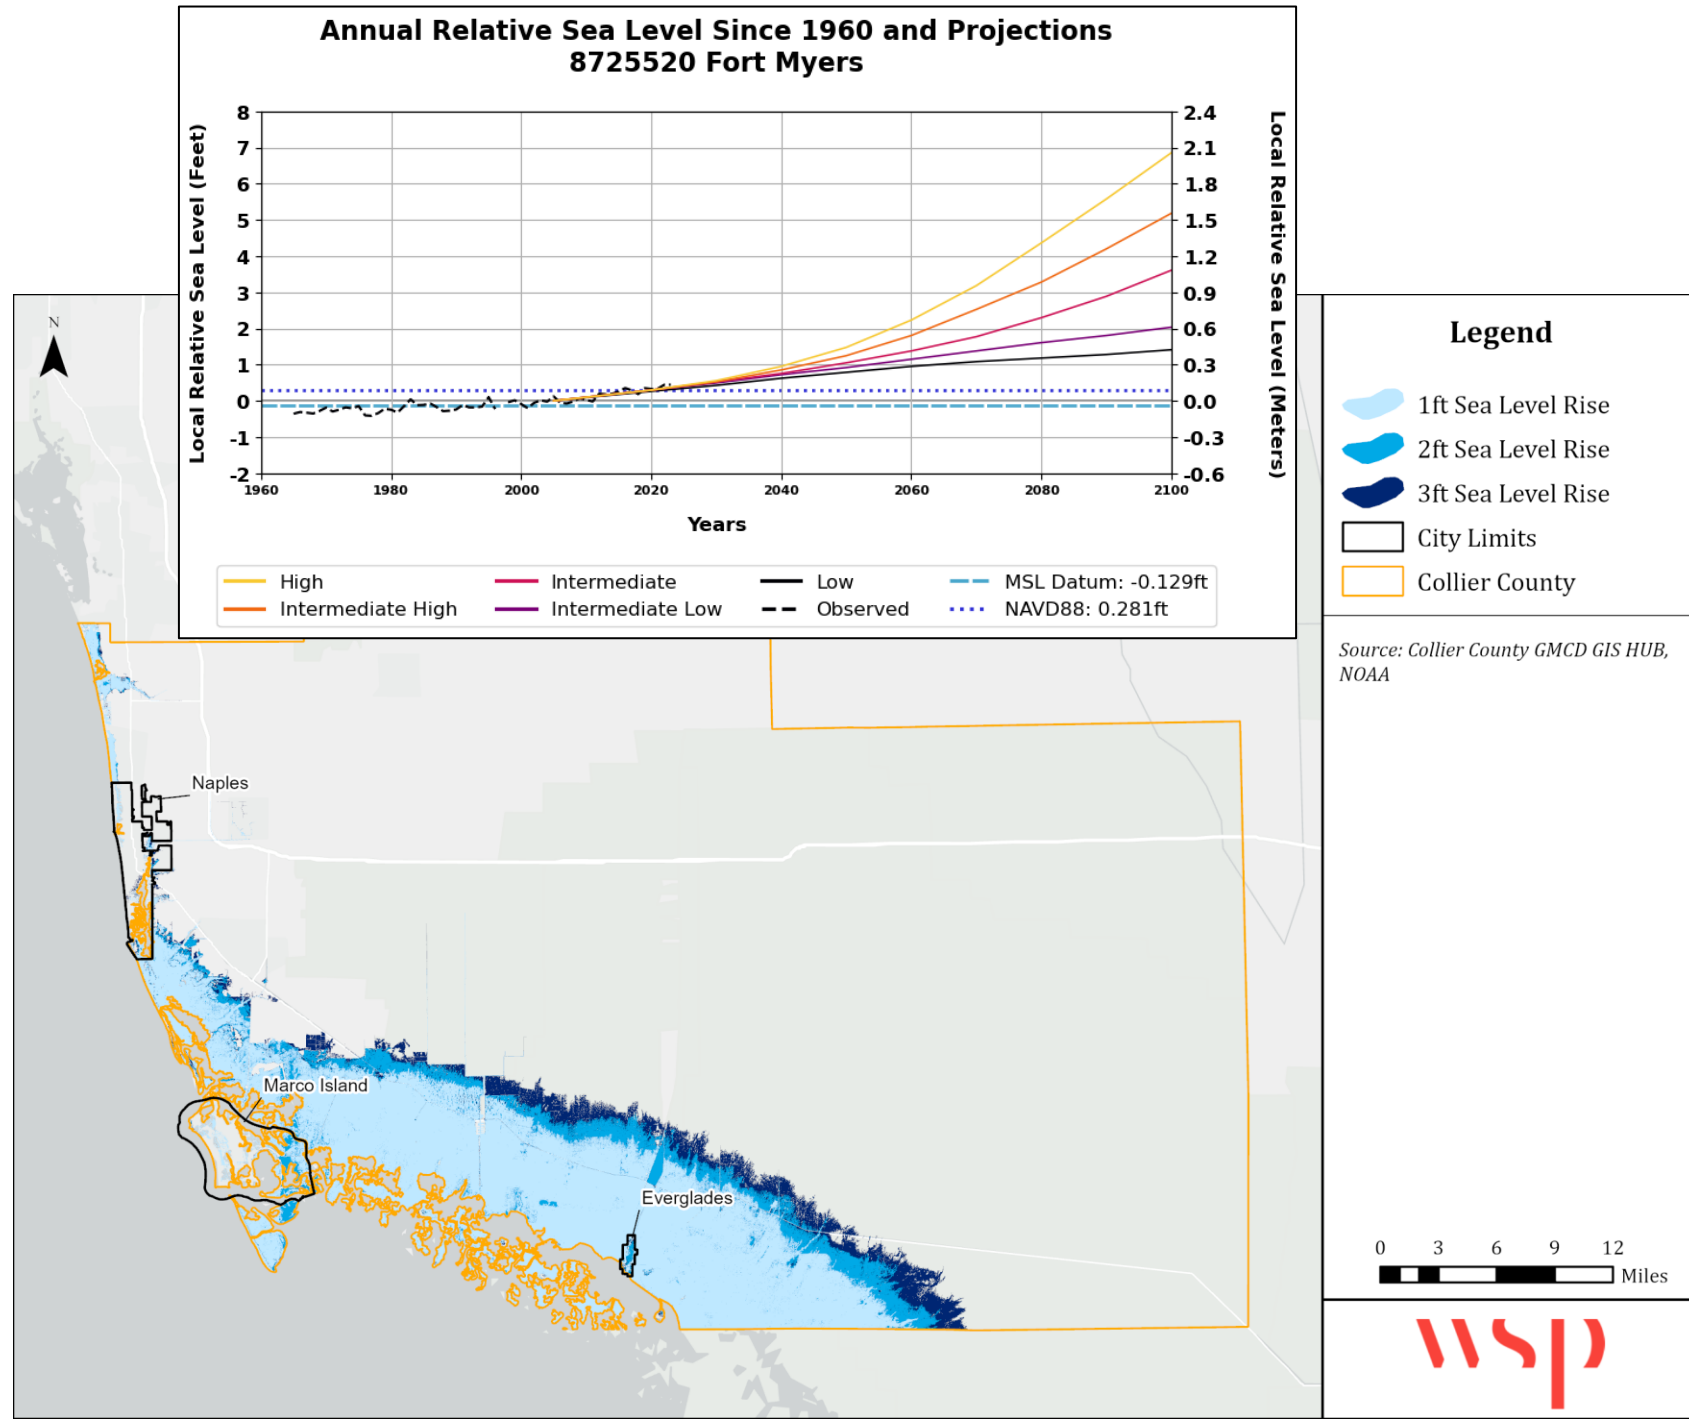 Annual Relative Sea Level Since 1960 and Projections
8725520 Fort Myers
Local Relative Sea Level (Feet)
8
7
6
5
4
3
2
1
0
-1
-2
2.4
2.1
1.8
1.5
1.2
0.9
0.6
0.3
0.0
-0.3
-0.6
Local Relative Sea Level (Meters)
1960 1980 2000 2020 2040 2060 2080 2100
Years
High Intermediate Low MSL Datum: -0.129ft
Intermediate High Intermediate Low Observed NAVD88: 0.281ft
N
Naples
Marco Island
Everglades
Legend
1ft Sea Level Rise
2ft Sea Level Rise
3ft Sea Level Rise
City Limits
Collier County
Source: Collier County GMCD GIS HUB,
NOAA
0 3 6 9 12
Miles
wsp